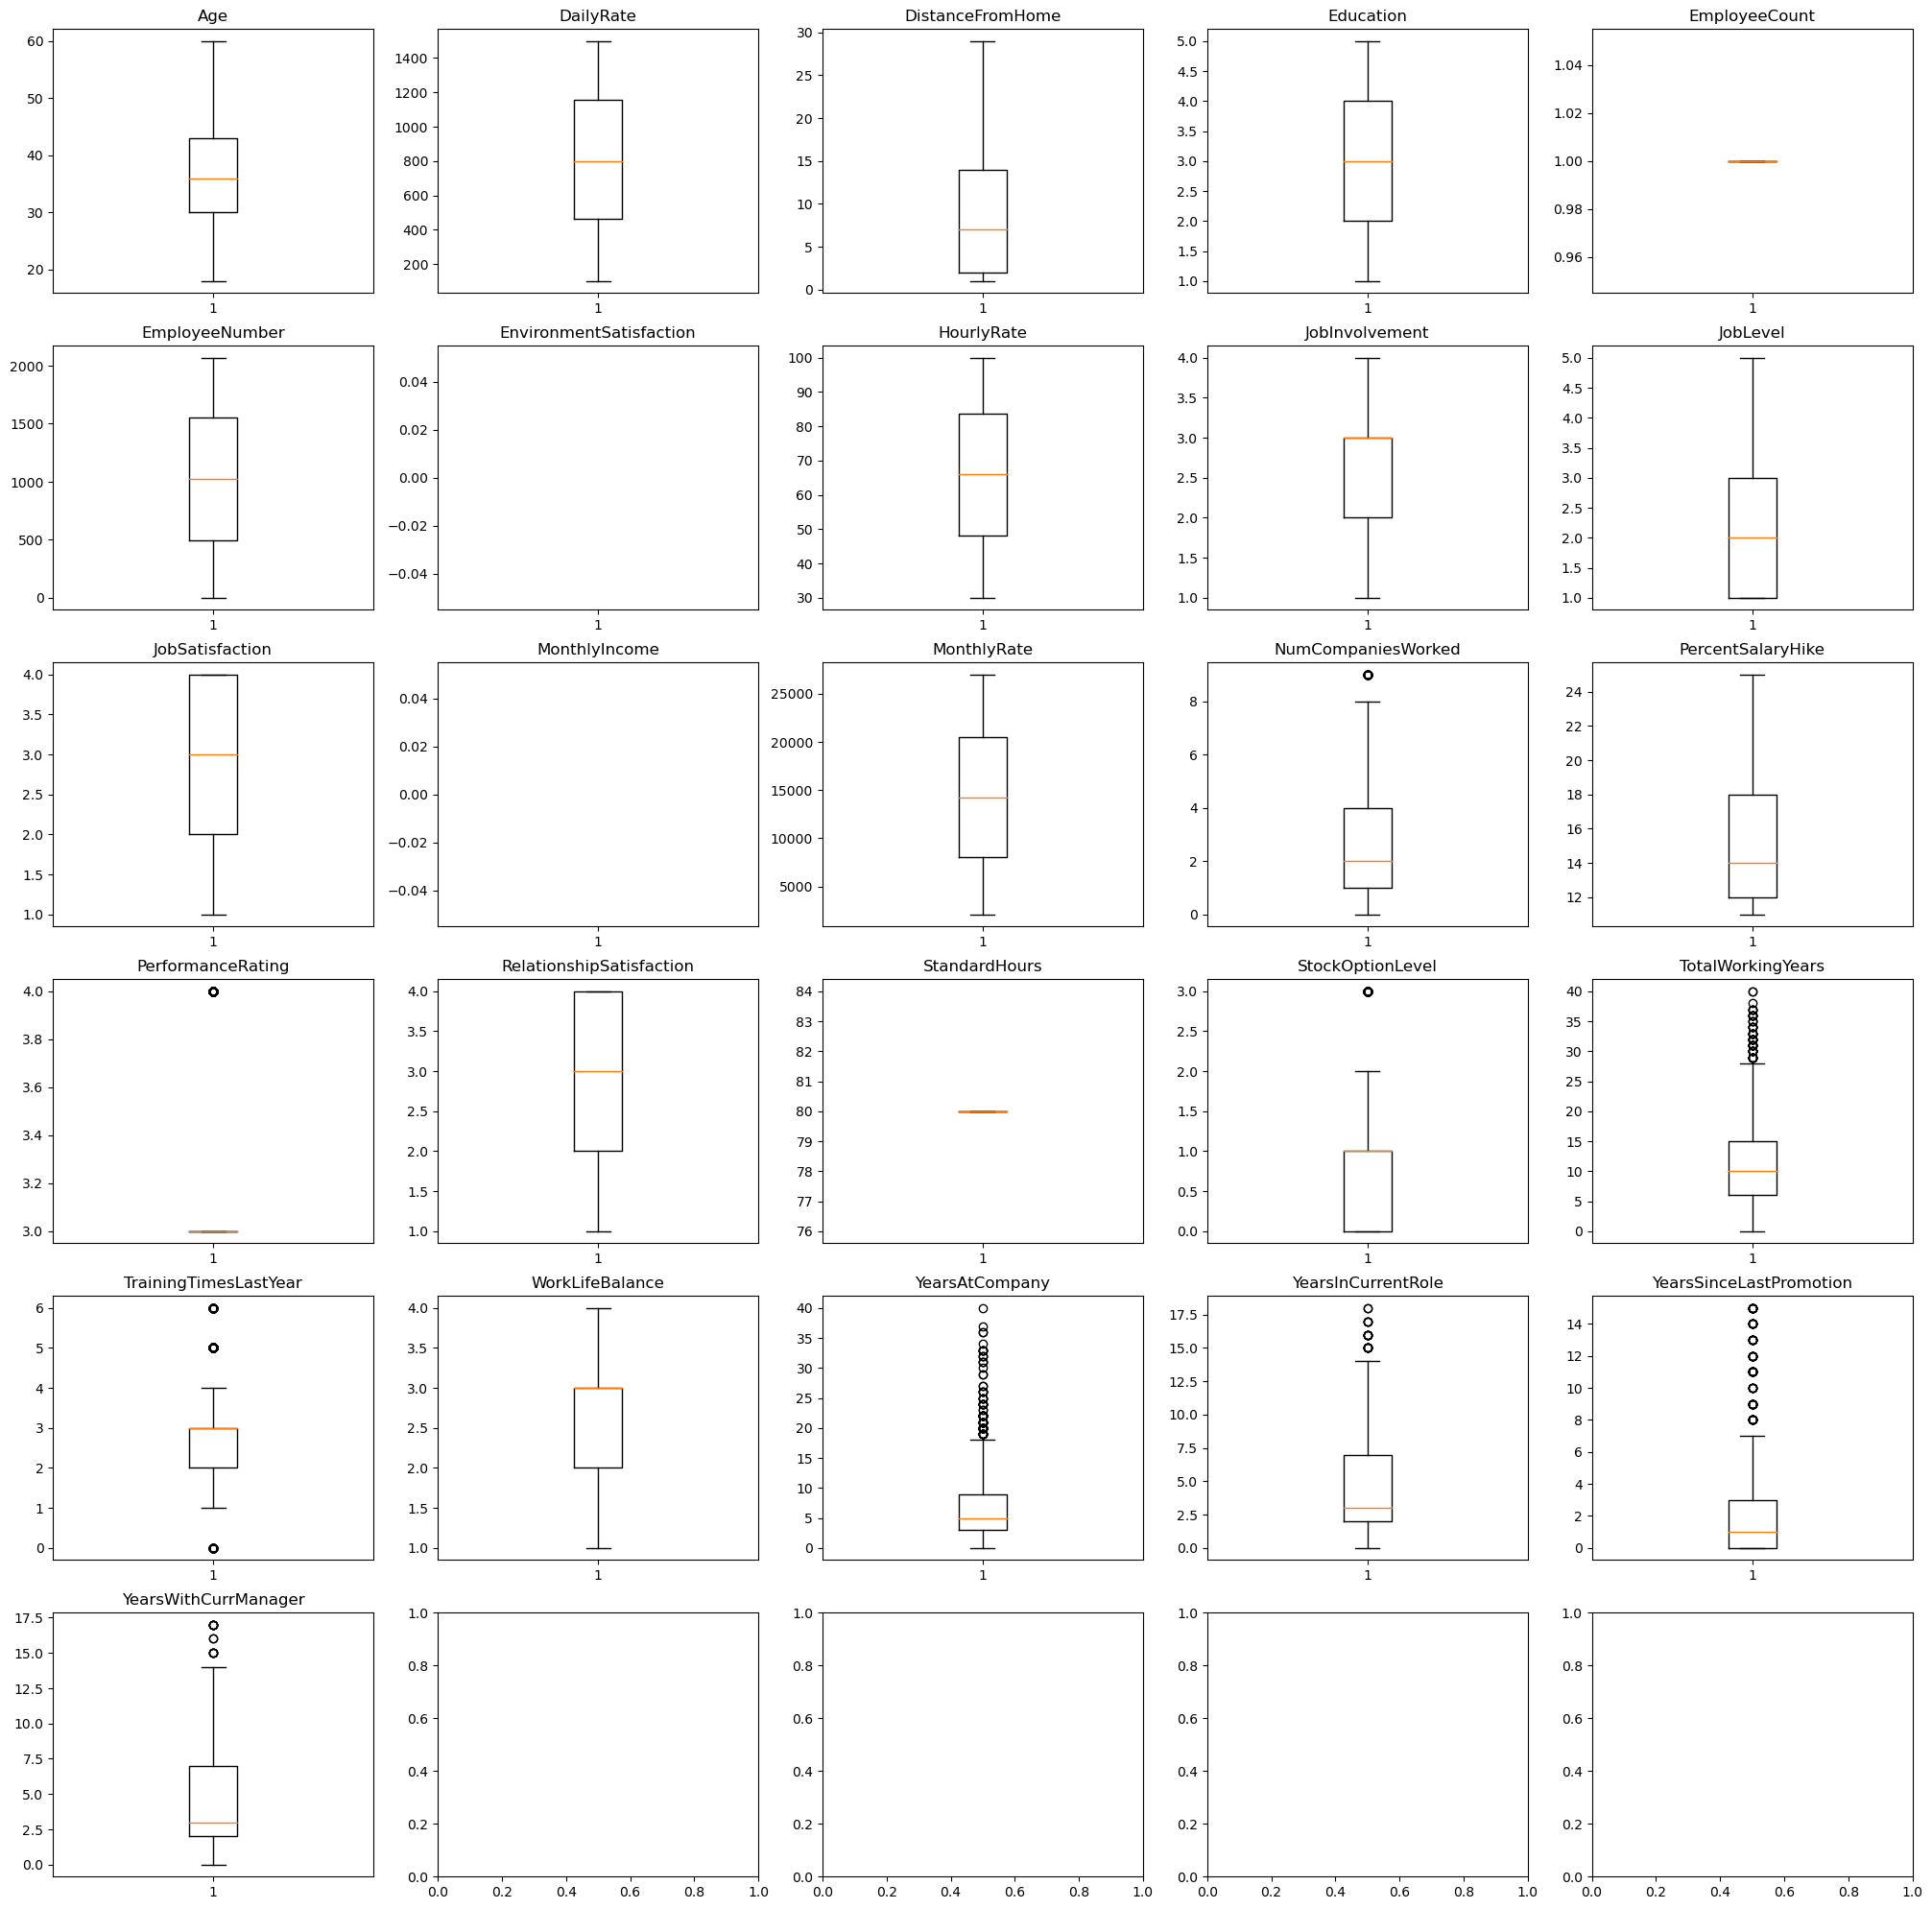 Age DailyRate DistanceFromHome Education EmployeeCount
60 50 40 30 20
1
1400 1200 1000 800 600 400 200
1
30 25 20 15 10 5 0
1
5.0 4.5 4.0 3.5 3.0 2.5 2.0 1.5 1.0
1
1.04 1.02 1.00 0.98 0.96
1
EmployeeNumber EnvironmentSatisfaction HourlyRate JobInvolvement JobLevel
2000 1500 1000 500 0
1
0.04 0.02 0.00 −0.02 −0.04
1
100 90 80 70 60 50 40 30
1
4.0 3.5 3.0 2.5 2.0 1.5 1.0
1
5.0 4.5 4.0 3.5 3.0 2.5 2.0 1.5 1.0
1
JobSatisfaction MonthlyIncome MonthlyRate NumCompaniesWorked PercentSalaryHike
4.0 3.5 3.0 2.5 2.0 1.5 1.0
1
0.04 0.02 0.00 −0.02 −0.04
1
25000 20000 15000 10000 5000
1
8 6 4 2 0
1
24 22 20 18 16 14 12
1
PerformanceRating RelationshipSatisfaction StandardHours StockOptionLevel TotalWorkingYears
4.0 3.8 3.6 3.4 3.2 3.0
1
4.0 3.5 3.0 2.5 2.0 1.5 1.0
1
84 83 82 81 80 79 78 77 76
1
3.0 2.5 2.0 1.5 1.0 0.5 0.0
1
40 35 30 25 20 15 10 5 0
1
TrainingTimesLastYear WorkLifeBalance YearsAtCompany YearsInCurrentRole YearsSinceLastPromotion
6 5 4 3 2 1 0
1
4.0 3.5 3.0 2.5 2.0 1.5 1.0
1
40 35 30 25 20 15 10 5 0
1
17.5 15.0 12.5 10.0 7.5 5.0 2.5 0.0
1
14 12 10 8 6 4 2 0
1
YearsWithCurrManager
17.5 15.0 12.5 10.0 7.5 5.0 2.5 0.0
1
1.0 0.8 0.6 0.4 0.2 0.0
0.0 0.2 0.4 0.6 0.8 1.0
1.0 0.8 0.6 0.4 0.2 0.0
0.0 0.2 0.4 0.6 0.8 1.0
1.0 0.8 0.6 0.4 0.2 0.0
0.0 0.2 0.4 0.6 0.8 1.0
1.0 0.8 0.6 0.4 0.2 0.0
0.0 0.2 0.4 0.6 0.8 1.0